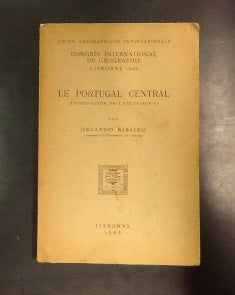 UNION GÉOGRAPHIQUE INTERNATIONALE
CONGRÈS INTERNATIONAL
DE GÉOGRAPHIE
LISBONNE 1949
LE PORTUGAL CENTRAL
(LIVRET-GUIDE DE L'EXCURSION C)
PAR
ORLANDO RIBEIRO
LISBONNE
1949